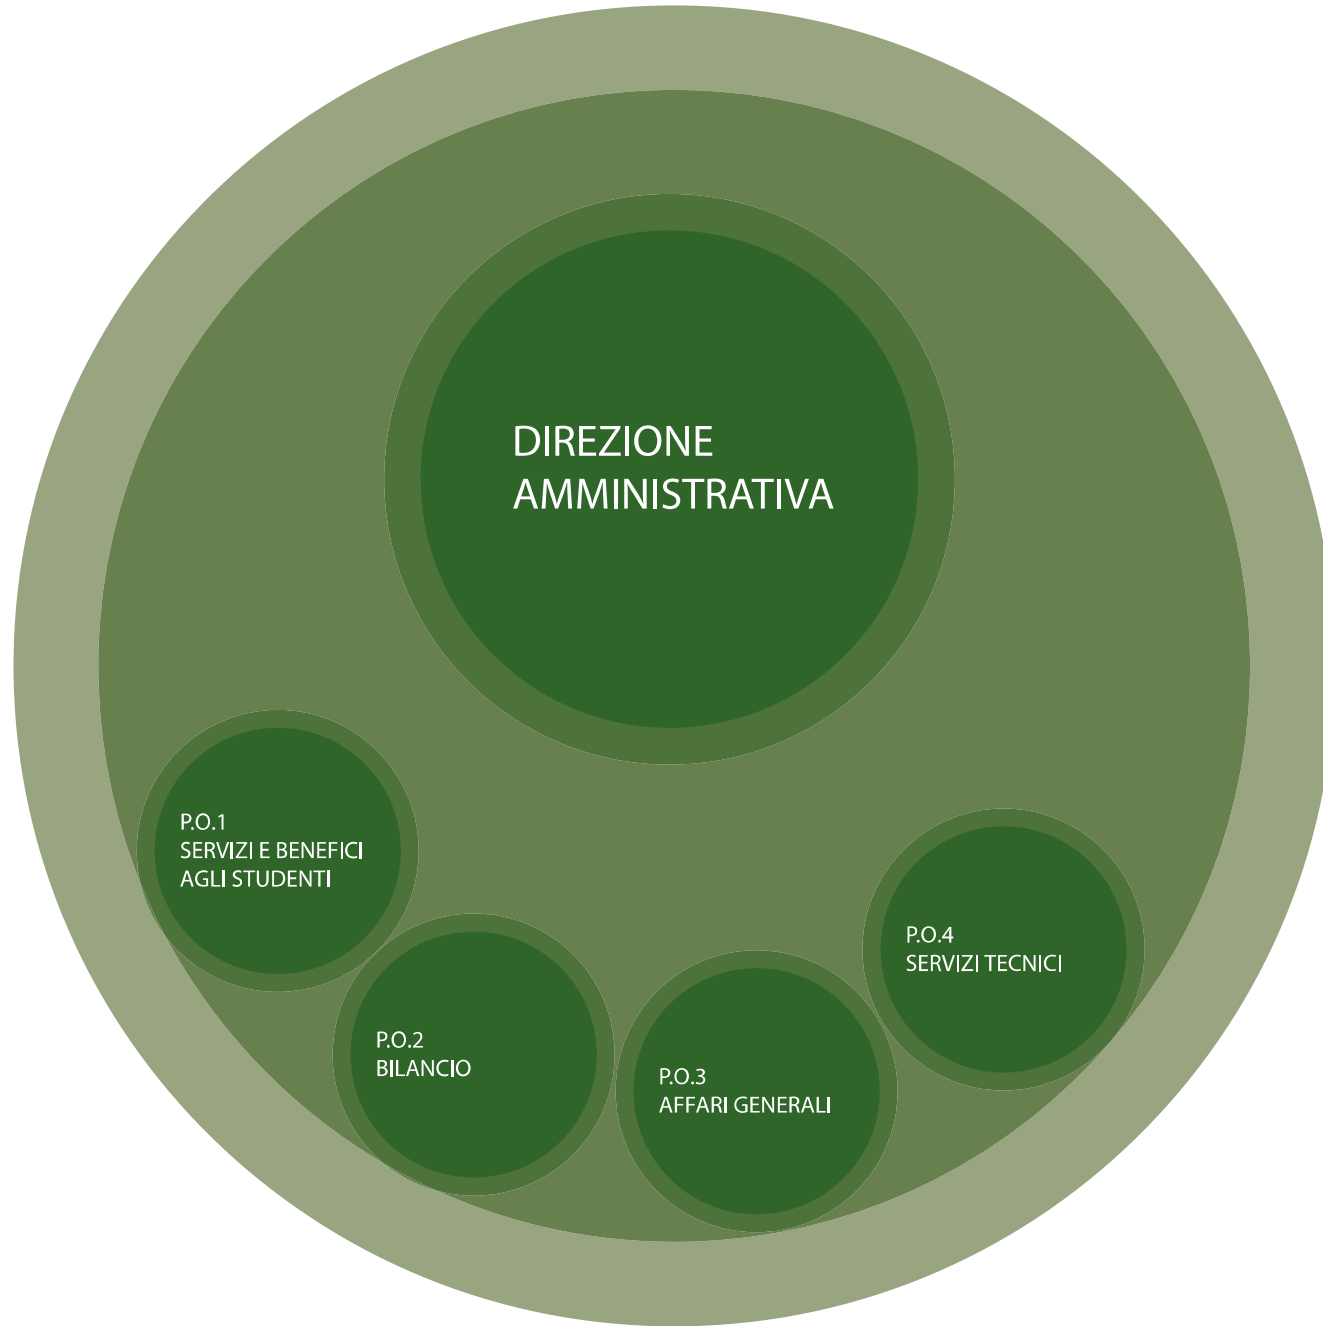 DIREZIONE
AMMINISTRATIVA
P.O.1
SERVIZI E BENEFICI
AGLI STUDENTI
P.O.2
BILANCIO
P.O.3
AFFARI GENERALI
P.O.4
SERVIZI TECNICI